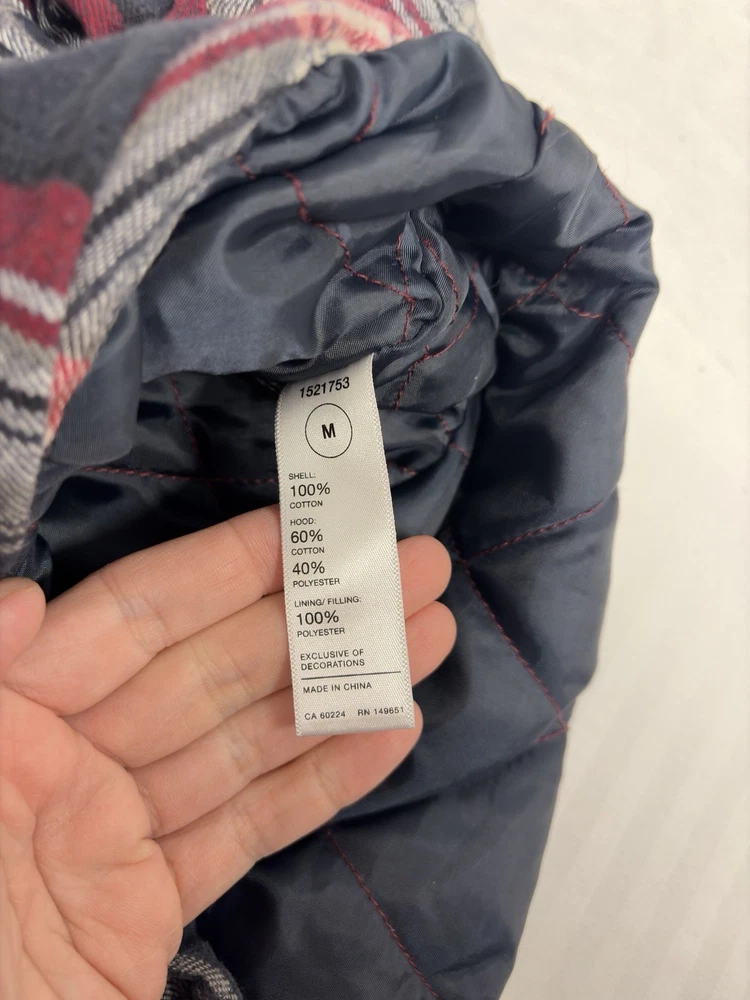 1521753
M
SHELL:
100%
COTTON
HOOD:
60%
COTTON
40%
POLYESTER
LINING/ FILLING:
100%
POLYESTER
EXCLUSIVE OF
DECORATIONS
MADE IN CHINA
CA 60224 RN 149651